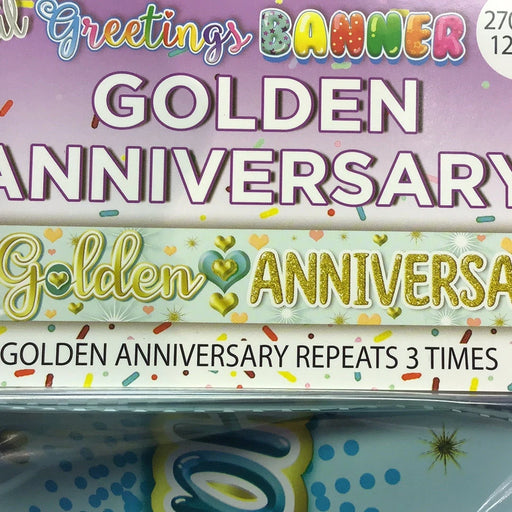 Greetings BANNER
270
12
GOLDEN
ANNIVERSARY
Golden ANNIVERSA
GOLDEN ANNIVERSARY REPEATS 3 TIMES